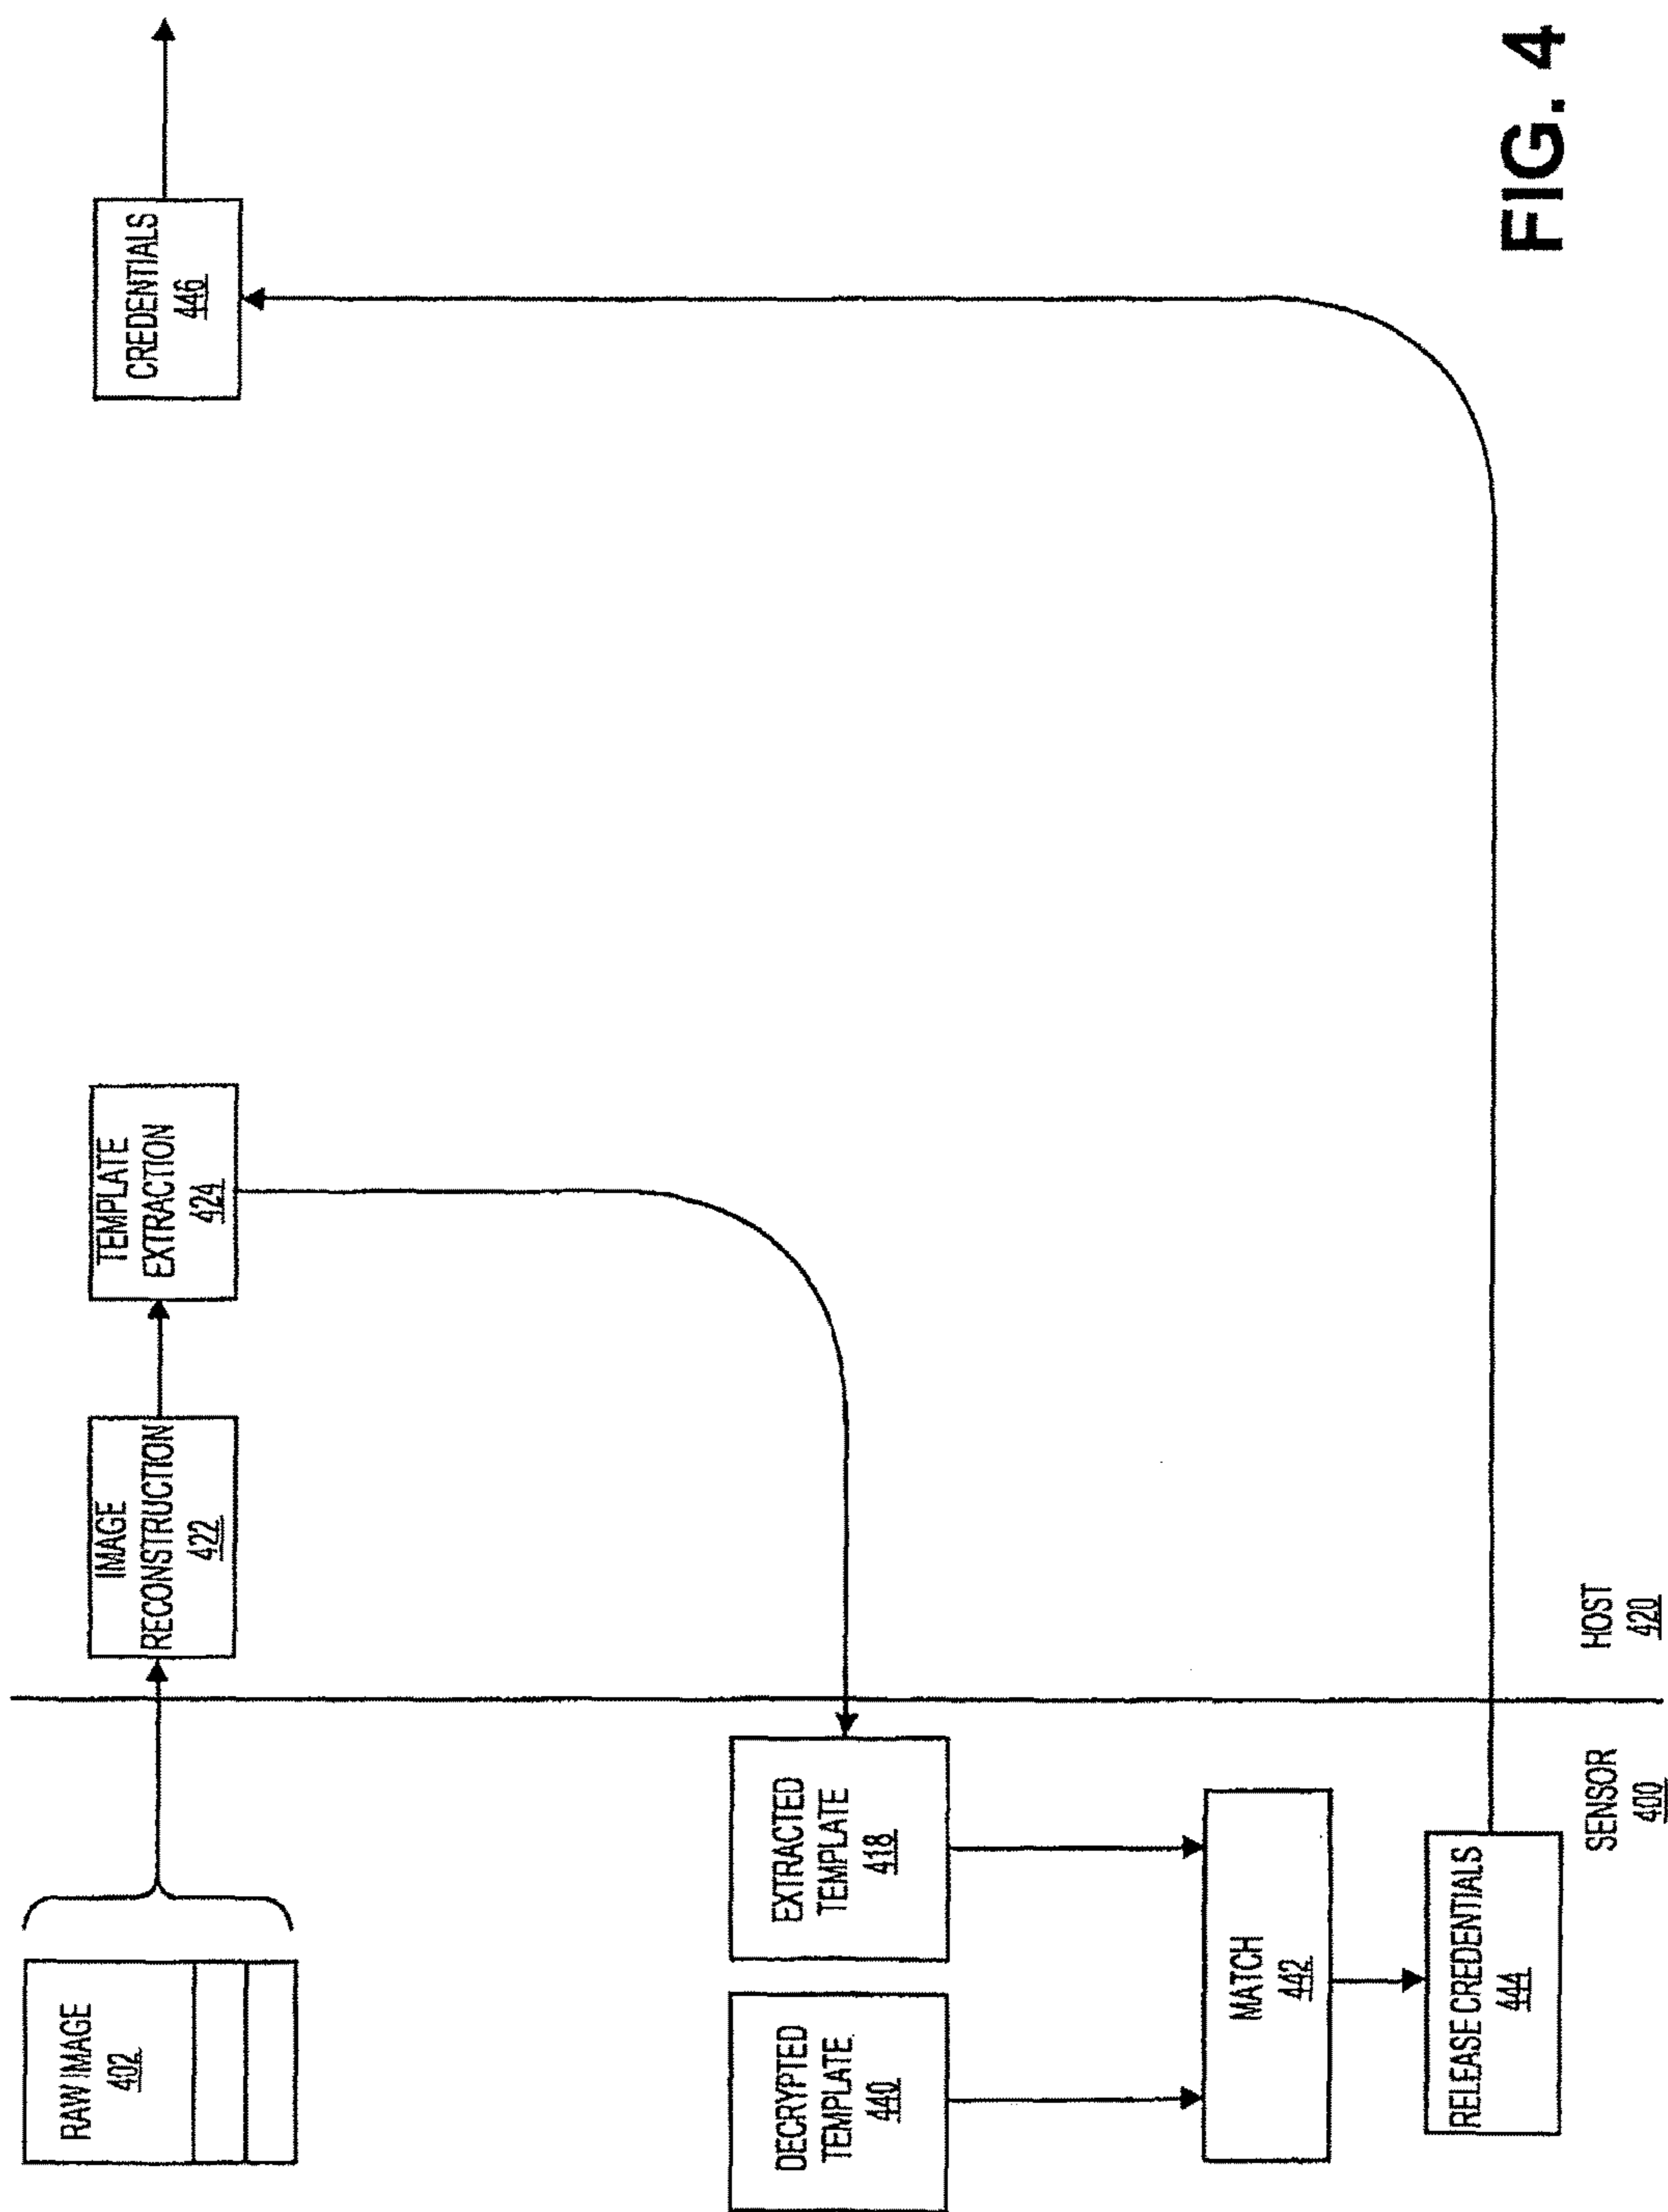 RAW IMAGE
402
IMAGE
RECONSTRUCTION
422
TEMPLATE
EXTRACTION
424
CREDENTIALS
446
DECRYPTED
TEMPLATE
440
EXTRACTED
TEMPLATE
418
MATCH
442
RELEASE CREDENTIALS
444
SENSOR
400
HOST
420
FIG. 4